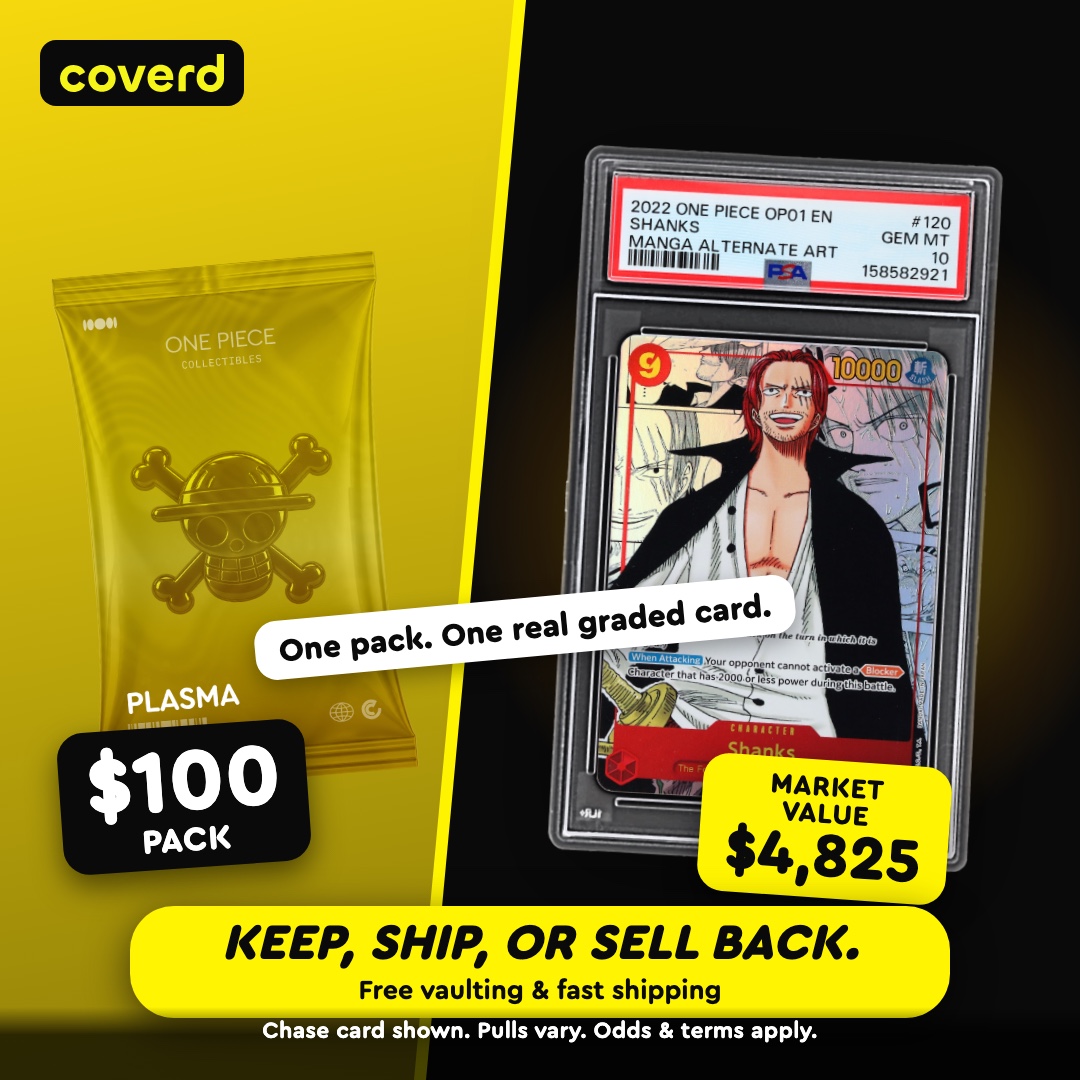 coverd
ONE PIECE
COLLECTIBLES
PLASMA
$100
PACK
2022 ONE PIECE OP01 EN
#120
SHANKS
GEM MT
MANGA ALTERNATE ART
10
PSA
158582921
9
10000
SLASH
One pack. One real graded card.
on the turn in which it is
When Attacking Your opponent cannot activate a Blocker
Character that has 2000 or less power during this battle.
CHARACTER
Shanks
MARKET
VALUE
$4,825
KEEP, SHIP, OR SELL BACK.
Free vaulting & fast shipping
Chase card shown. Pulls vary. Odds & terms apply.